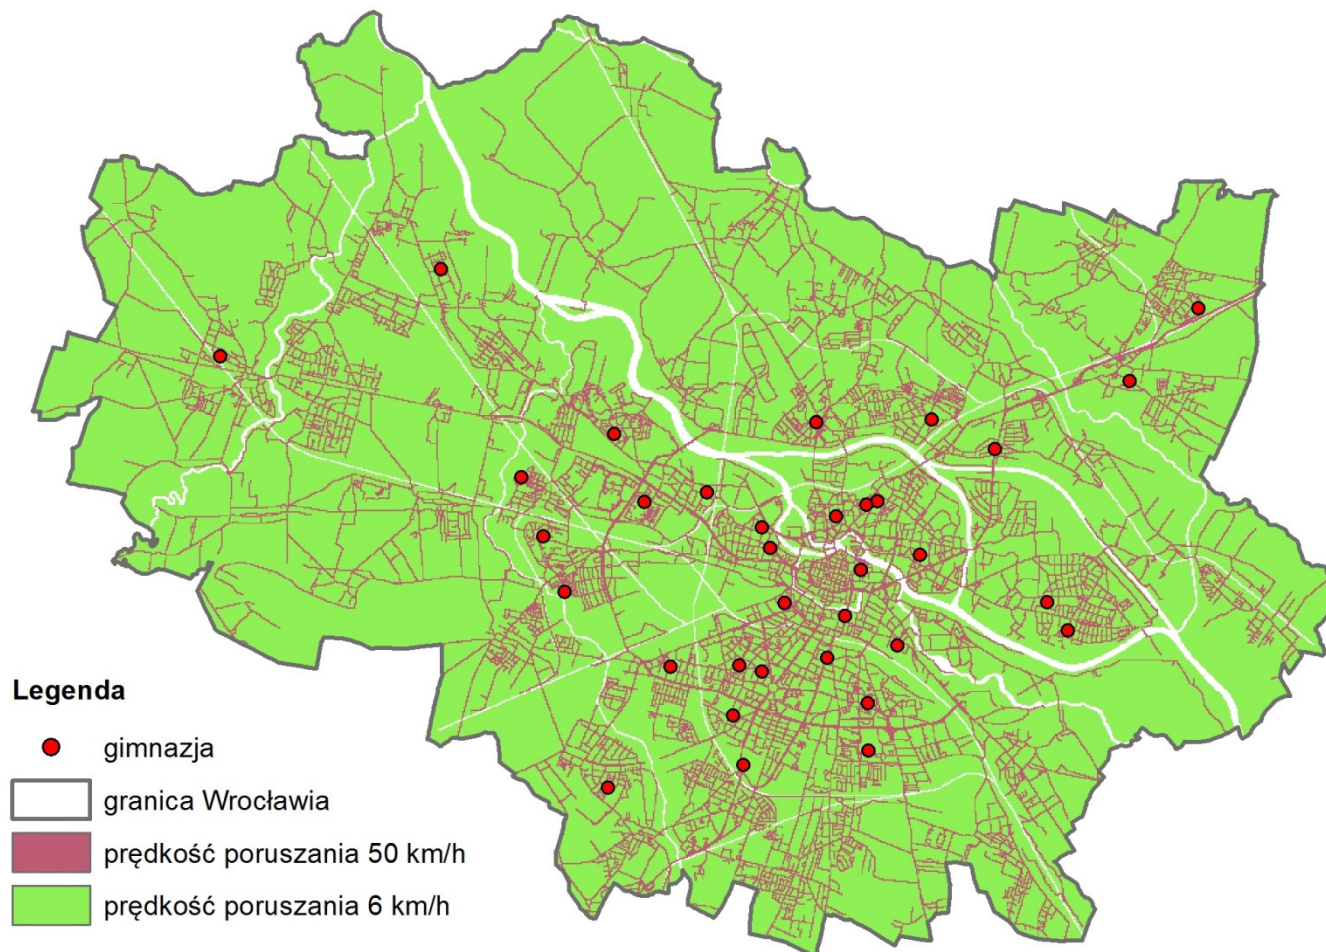 Legenda
gimnazja
granica Wrocławia
prędkość poruszania 50 km/h
prędkość poruszania 6 km/h